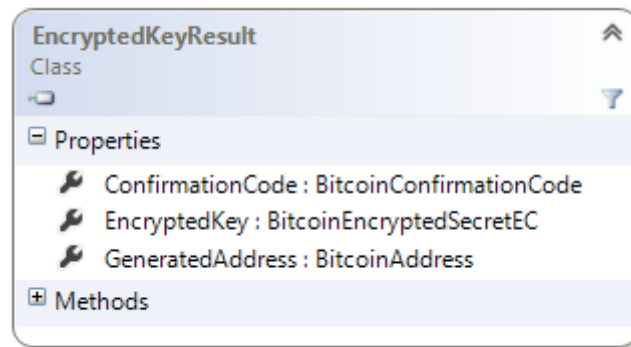 EncryptedKeyResult
Class
Properties
ConfirmationCode : BitcoinConfirmationCode
EncryptedKey : BitcoinEncryptedSecretEC
GeneratedAddress : BitcoinAddress
Methods